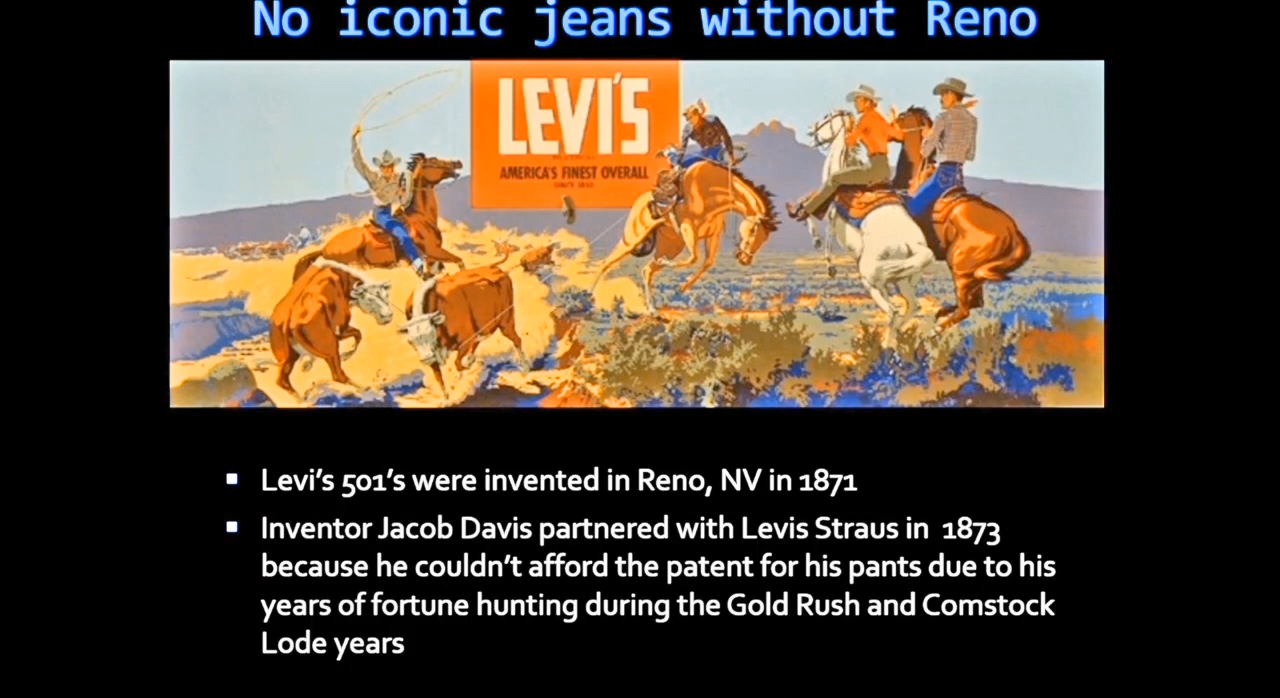 No iconic jeans without Reno
LEVI'S
AMERICA'S FINEST OVERALL
▪ Levi's 501's were invented in Reno, NV in 1871
▪ Inventor Jacob Davis partnered with Levis Straus in 1873
because he couldn't afford the patent for his pants due to his
years of fortune hunting during the Gold Rush and Comstock
Lode years